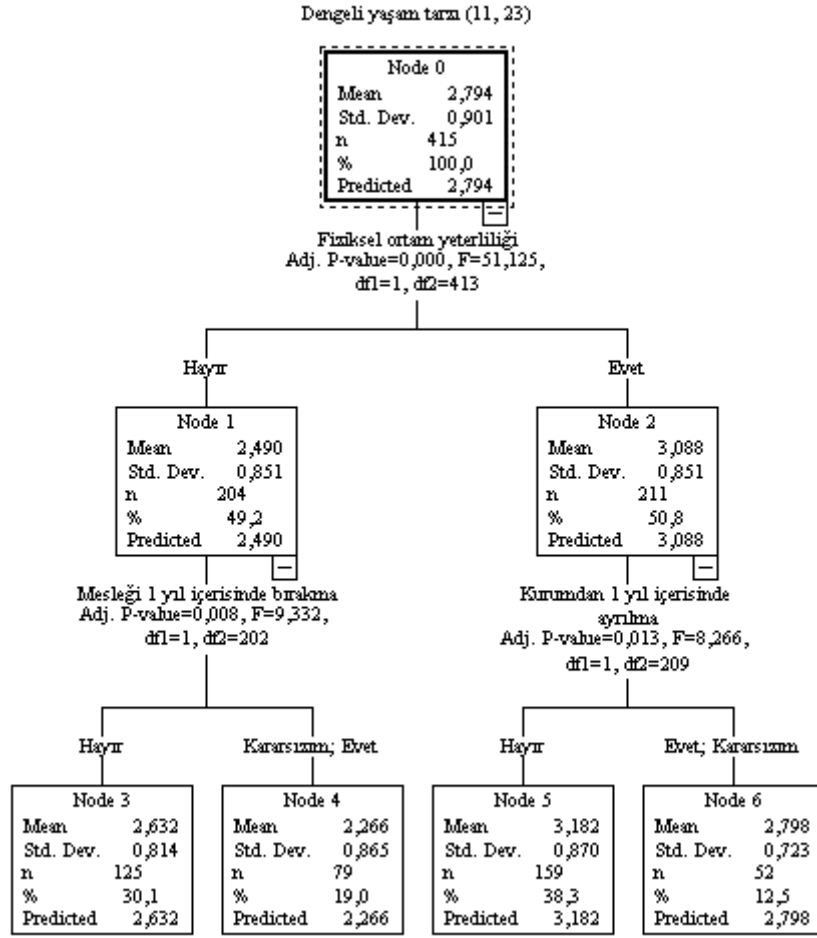 Dengeli yaşam tarzı (11, 23)
Node 0
Mean 2,794
Std. Dev. 0,901
n 415
% 100,0
Predicted 2,794
Fiziksel ortam yeterliliği
Adj. P-value=0,000, F=51,125,
df1=1, df2=413
Hayır
Evet
Node 1
Mean 2,490
Std. Dev. 0,851
n 204
% 49,2
Predicted 2,490
Node 2
Mean 3,088
Std. Dev. 0,851
n 211
% 50,8
Predicted 3,088
Mesleği 1 yıl içerisinde bırakma
Adj. P-value=0,008, F=9,332,
df1=1, df2=202
Kurumdan 1 yıl içerisinde
ayrılma
Adj. P-value=0,013, F=8,266,
df1=1, df2=209
Hayır
Kararsızım; Evet
Hayır
Evet; Kararsızım
Node 3
Mean 2,632
Std. Dev. 0,814
n 125
% 30,1
Predicted 2,632
Node 4
Mean 2,266
Std. Dev. 0,865
n 79
% 19,0
Predicted 2,266
Node 5
Mean 3,182
Std. Dev. 0,870
n 159
% 38,3
Predicted 3,182
Node 6
Mean 2,798
Std. Dev. 0,723
n 52
% 12,5
Predicted 2,798